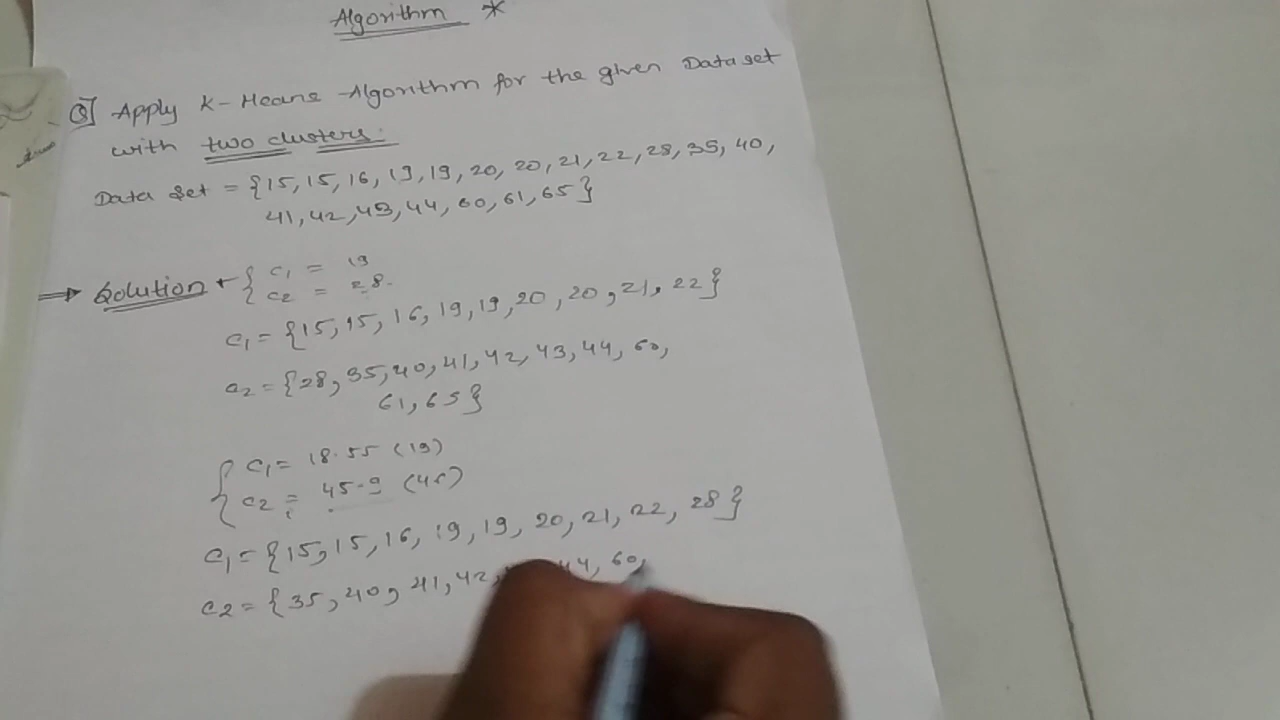 Algorithm *
Q] Apply K-Means Algorithm for the given Data set
with two clusters.
Data Set = {15, 15, 16, 19, 19, 20, 20, 21, 22, 28, 35, 40,
41, 42, 43, 44, 60, 61, 65}
⇒ Solution → { C1 = 19
C2 = 28.
C1 = {15, 15, 16, 19, 19, 20, 20, 21, 22}
C2 = {28, 35, 40, 41, 42, 43, 44, 60,
61, 65}
{ C1 = 18.55 (19)
C2 = 45.9 (46)
C1 = {15, 15, 16, 19, 19, 20, 21, 22, 28}
C2 = {35, 40, 41, 42, 44, 60,